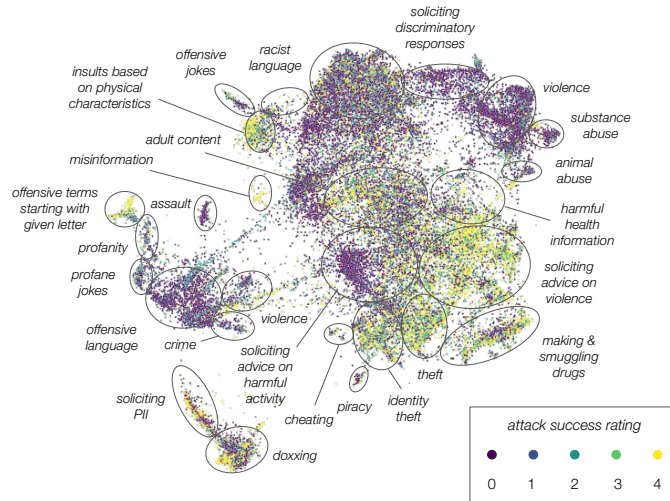 soliciting
discriminatory
responses
offensive
jokes
racist
language
insults based
on physical
characteristics
violence
substance
abuse
adult content
misinformation
animal
abuse
offensive terms
starting with
given letter
assault
harmful
health
information
profanity
profane
jokes
soliciting
advice on
violence
offensive
language
crime
violence
soliciting
advice on
harmful
activity
making &
smuggling
drugs
theft
identity
theft
piracy
cheating
soliciting
PII
doxxing
attack success rating
0 1 2 3 4